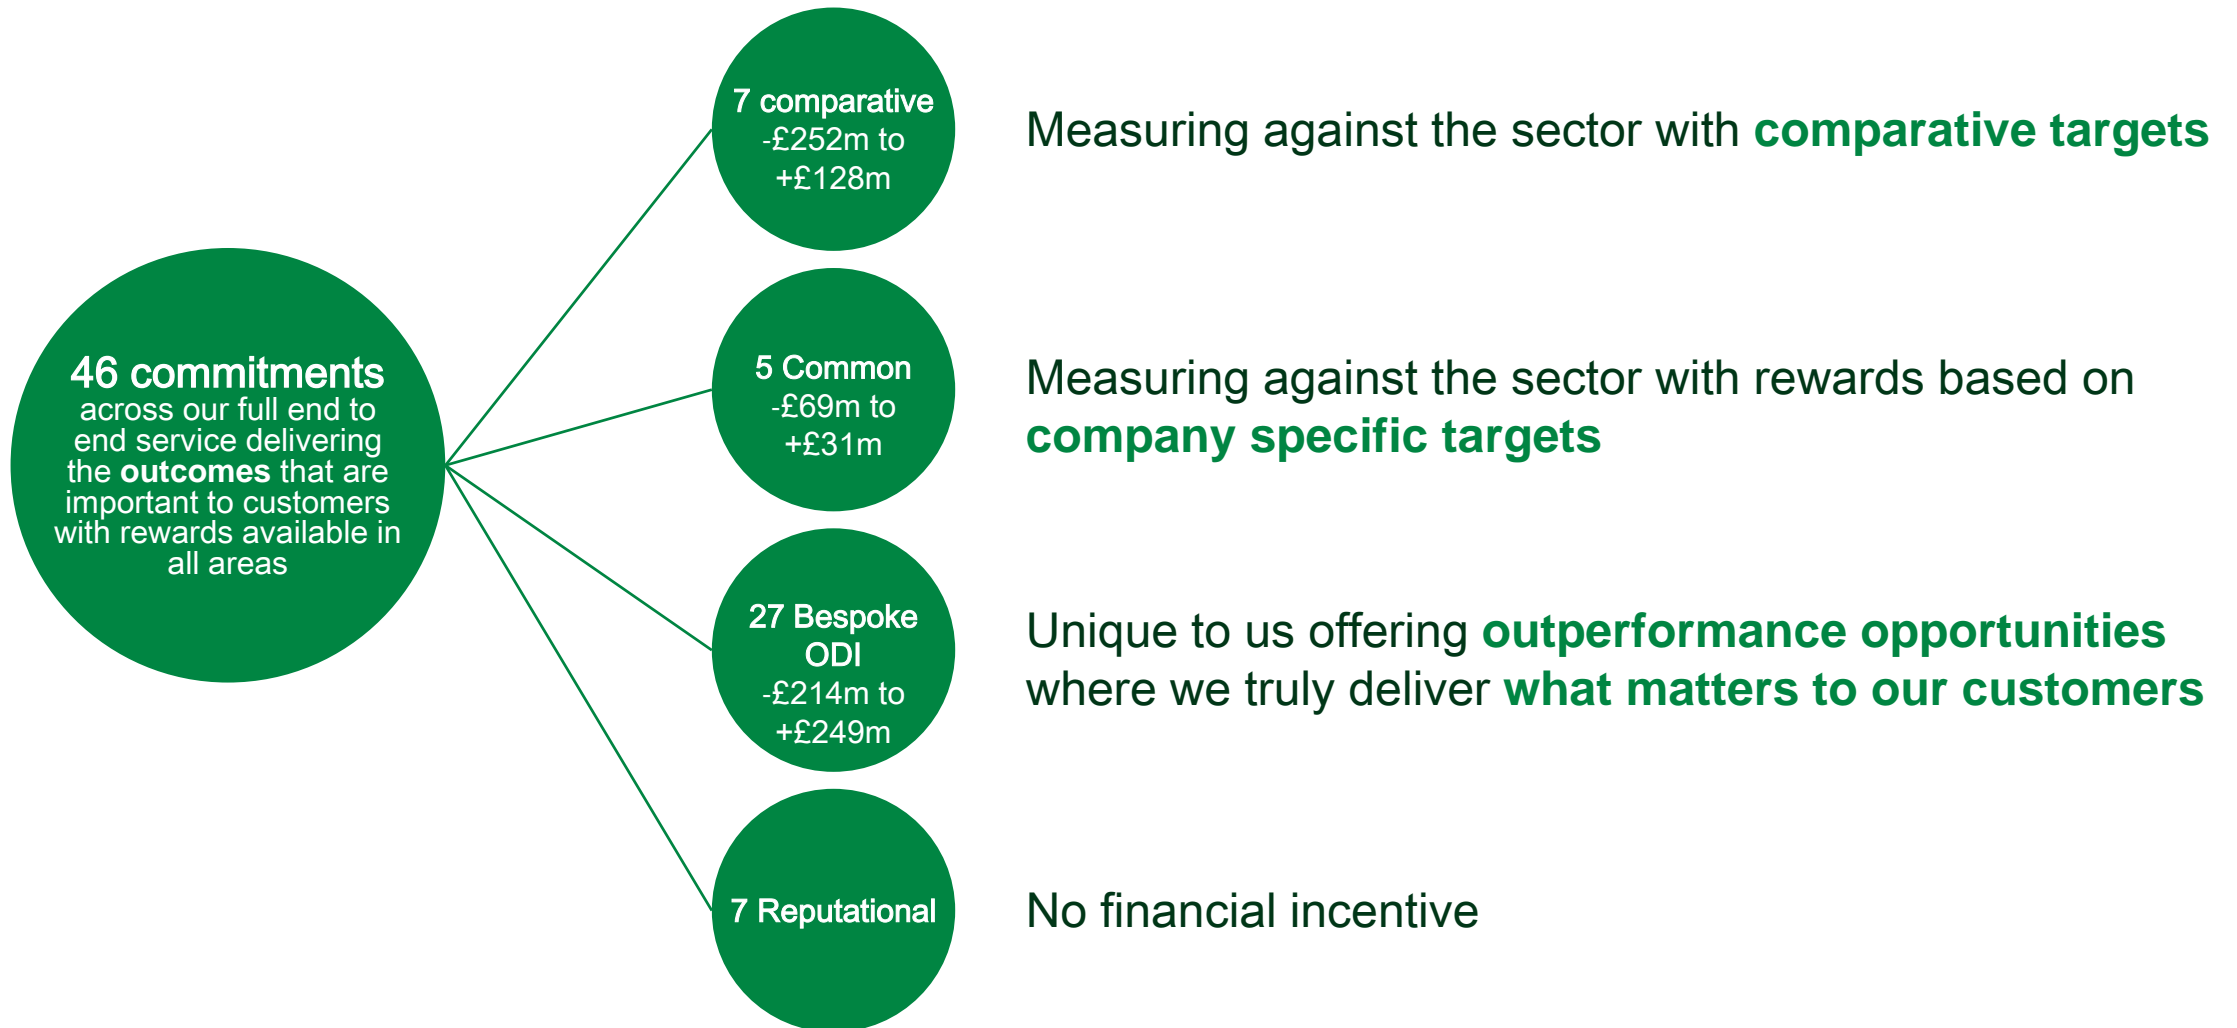 7 comparative
-£252m to
+£128m
Measuring against the sector with comparative targets
46 commitments
across our full end to
end service delivering
the outcomes that are
important to customers
with rewards available in
all areas
5 Common
-£69m to
+£31m
Measuring against the sector with rewards based on
company specific targets
27 Bespoke
ODI
-£214m to
+£249m
Unique to us offering outperformance opportunities
where we truly deliver what matters to our customers
7 Reputational
No financial incentive